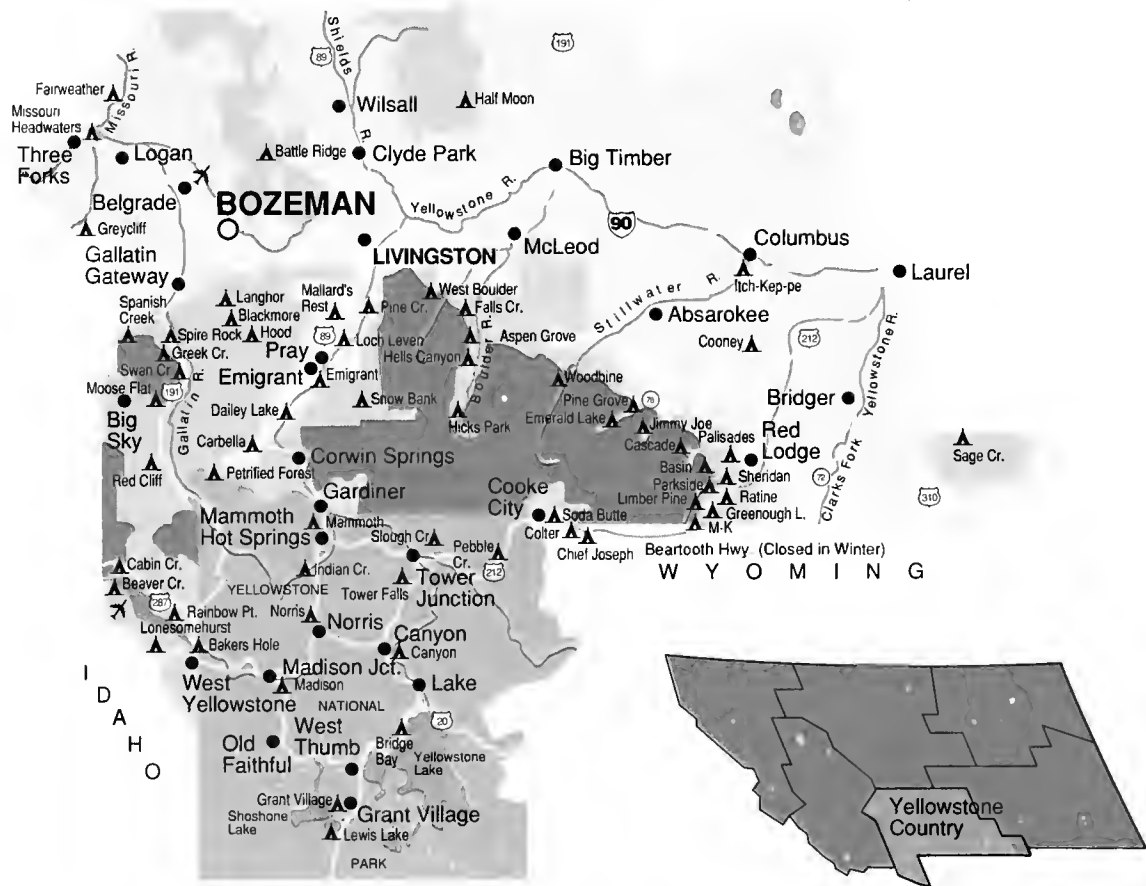 191
89
Shields
R.
Missouri R.
Fairweather
Missouri
Headwaters
Three
Forks
Logan
Wilsall
Half Moon
Battle Ridge
Clyde Park
Big Timber
Belgrade
BOZEMAN
Yellowstone R.
90
Greycliff
Gallatin
Gateway
LIVINGSTON
McLeod
Columbus
Itch-Kep-pe
Laurel
Spanish
Creek
Langhor
Blackmore
Hood
Mallard's
Rest
Pine Cr.
West Boulder
Falls Cr.
Stillwater R.
Absarokee
Spire Rock
Greek Cr.
Swan Cr
89
Loch Leven
Aspen Grove
Hells Canyon
Boulder R.
Cooney
212
Yellowstone R.
Pray
Emigrant
Emigrant
Moose Flat
191
Gallatin R.
Big
Sky
Dailey Lake
Snow Bank
Hicks Park
Woodbine
Pine Grove
78
Emerald Lake
Jimmy Joe
Bridger
Carbella
Cascade
Palisades
Red
Lodge
Sage Cr.
Red Cliff
Petrified Forest
Corwin Springs
Basin
Parkside
Sheridan
72
Clarks Fork
310
Gardiner
Cooke
City
Limber Pine
Ratine
Greenough L.
M-K
Mammoth
Hot Springs
Mammoth
Slough Cr
Soda Butte
Colter
Chief Joseph
Beartooth Hwy (Closed in Winter)
WYOMING
Pebble
Cr.
212
Cabin Cr.
Beaver Cr.
Indian Cr.
YELLOWSTONE
Tower Falls
Tower
Junction
287
Rainbow Pt.
Norris
Norris
Lonesomehurst
Bakers Hole
Canyon
Canyon
West
Yellowstone
Madison Jct.
Madison
Lake
IDAHO
NATIONAL
20
Old
Faithful
West
Thumb
Bridge
Bay
Yellowstone
Lake
Grant Village
Grant Village
Shoshone
Lake
Lewis Lake
PARK
Yellowstone
Country